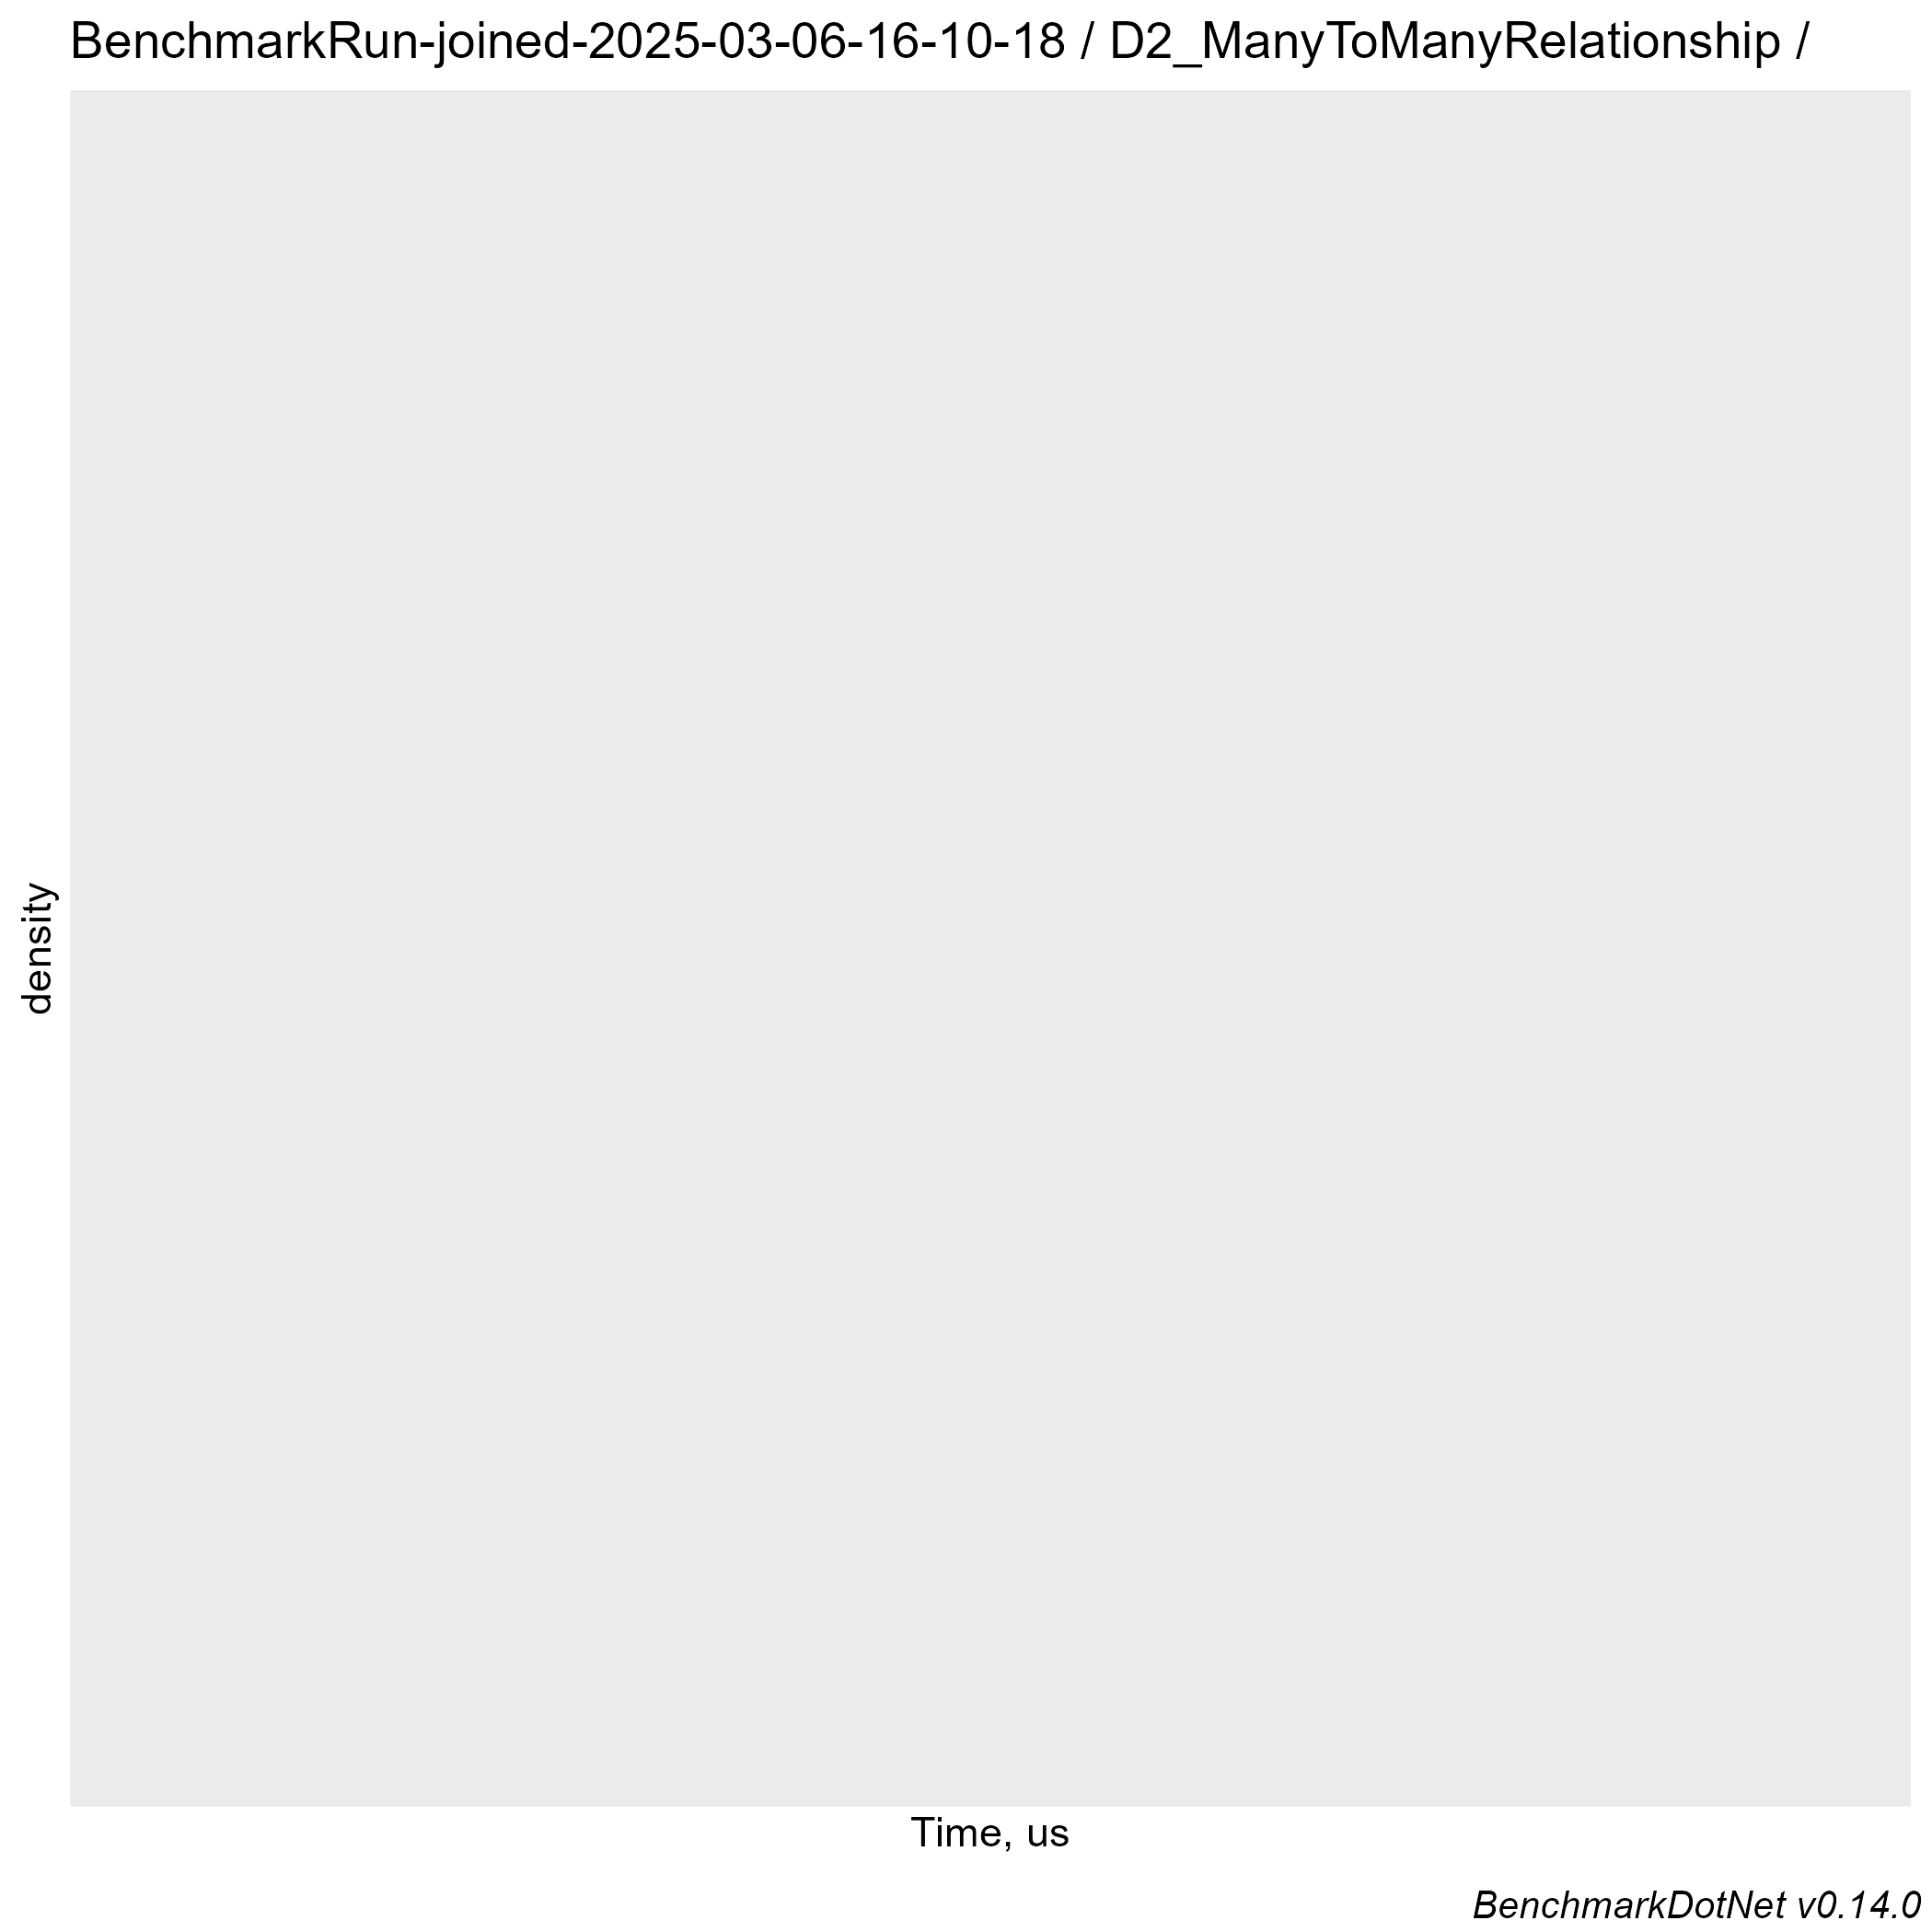 BenchmarkRun-joined-2025-03-06-16-10-18 / D2_ManyToManyRelationship /
density
Time, us
BenchmarkDotNet v0.14.0